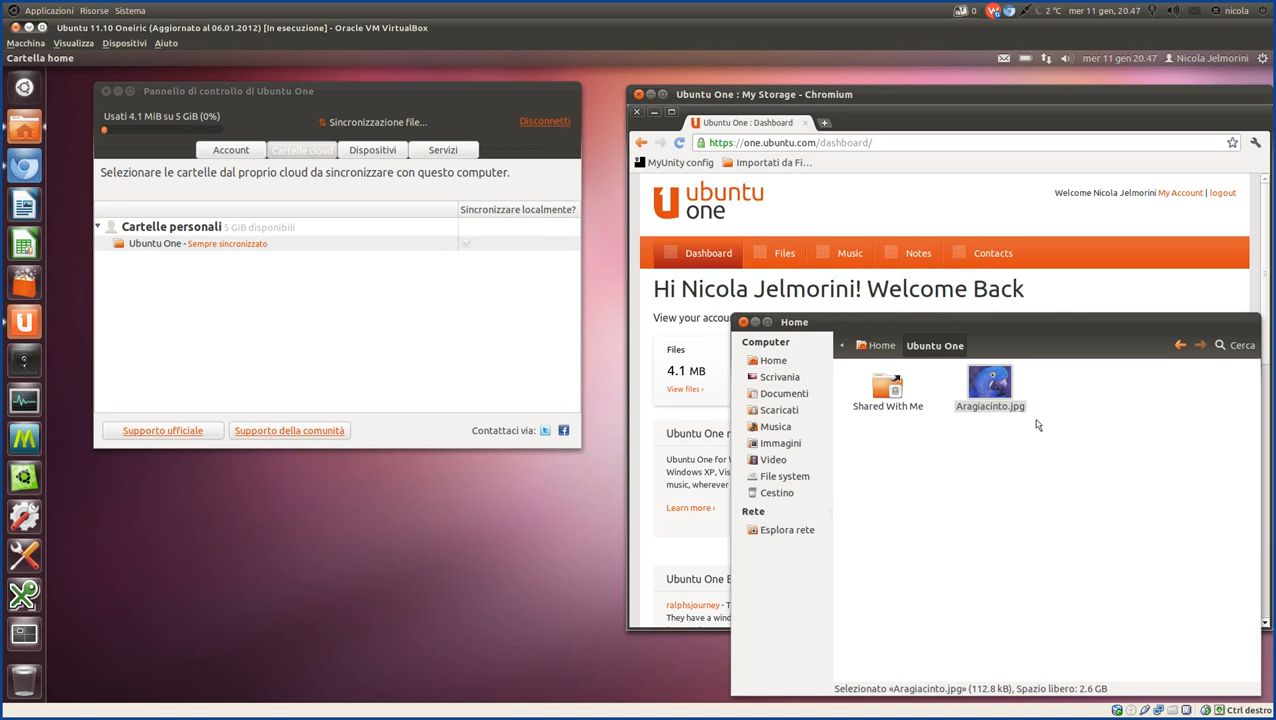 Applicazioni Risorse Sistema
0
2 °C mer 11 gen, 20.47 nicola
Ubuntu 11.10 Oneiric (Aggiornato al 06.01.2012) [In esecuzione] - Oracle VM VirtualBox
Macchina Visualizza Dispositivi Aiuto
Cartella home
mer 11 gen 20.47 Nicola Jelmorini
Pannello di controllo di Ubuntu One
Usati 4.1 MiB su 5 GiB (0%)
Sincronizzazione file...
Disconnetti
Account Cartelle cloud Dispositivi Servizi
Selezionare le cartelle dal proprio cloud da sincronizzare con questo computer.
Sincronizzare localmente?
Cartelle personali 5 GiB disponibili
Ubuntu One - Sempre sincronizzato
Supporto ufficiale Supporto della comunità Contattaci via:
Ubuntu One : My Storage - Chromium
Ubuntu One : Dashboard
https://one.ubuntu.com/dashboard/
MyUnity config Importati da Fi...
ubuntu
one
Welcome Nicola Jelmorini My Account | logout
Dashboard Files Music Notes Contacts
Hi Nicola Jelmorini! Welcome Back
View your accou
Files
4.1 MB
View files ›
Ubuntu One
Ubuntu One for
Windows XP, Vis
music, wherever
Learn more ›
Ubuntu One
ralphsjourney - T
They have a wind
Home
Computer
Home
Scrivania
Documenti
Scaricati
Musica
Immagini
Video
File system
Cestino
Rete
Esplora rete
Home Ubuntu One Cerca
Shared With Me
Aragiacinto.jpg
Selezionato «Aragiacinto.jpg» (112.8 kB), Spazio libero: 2.6 GB
Ctrl destro